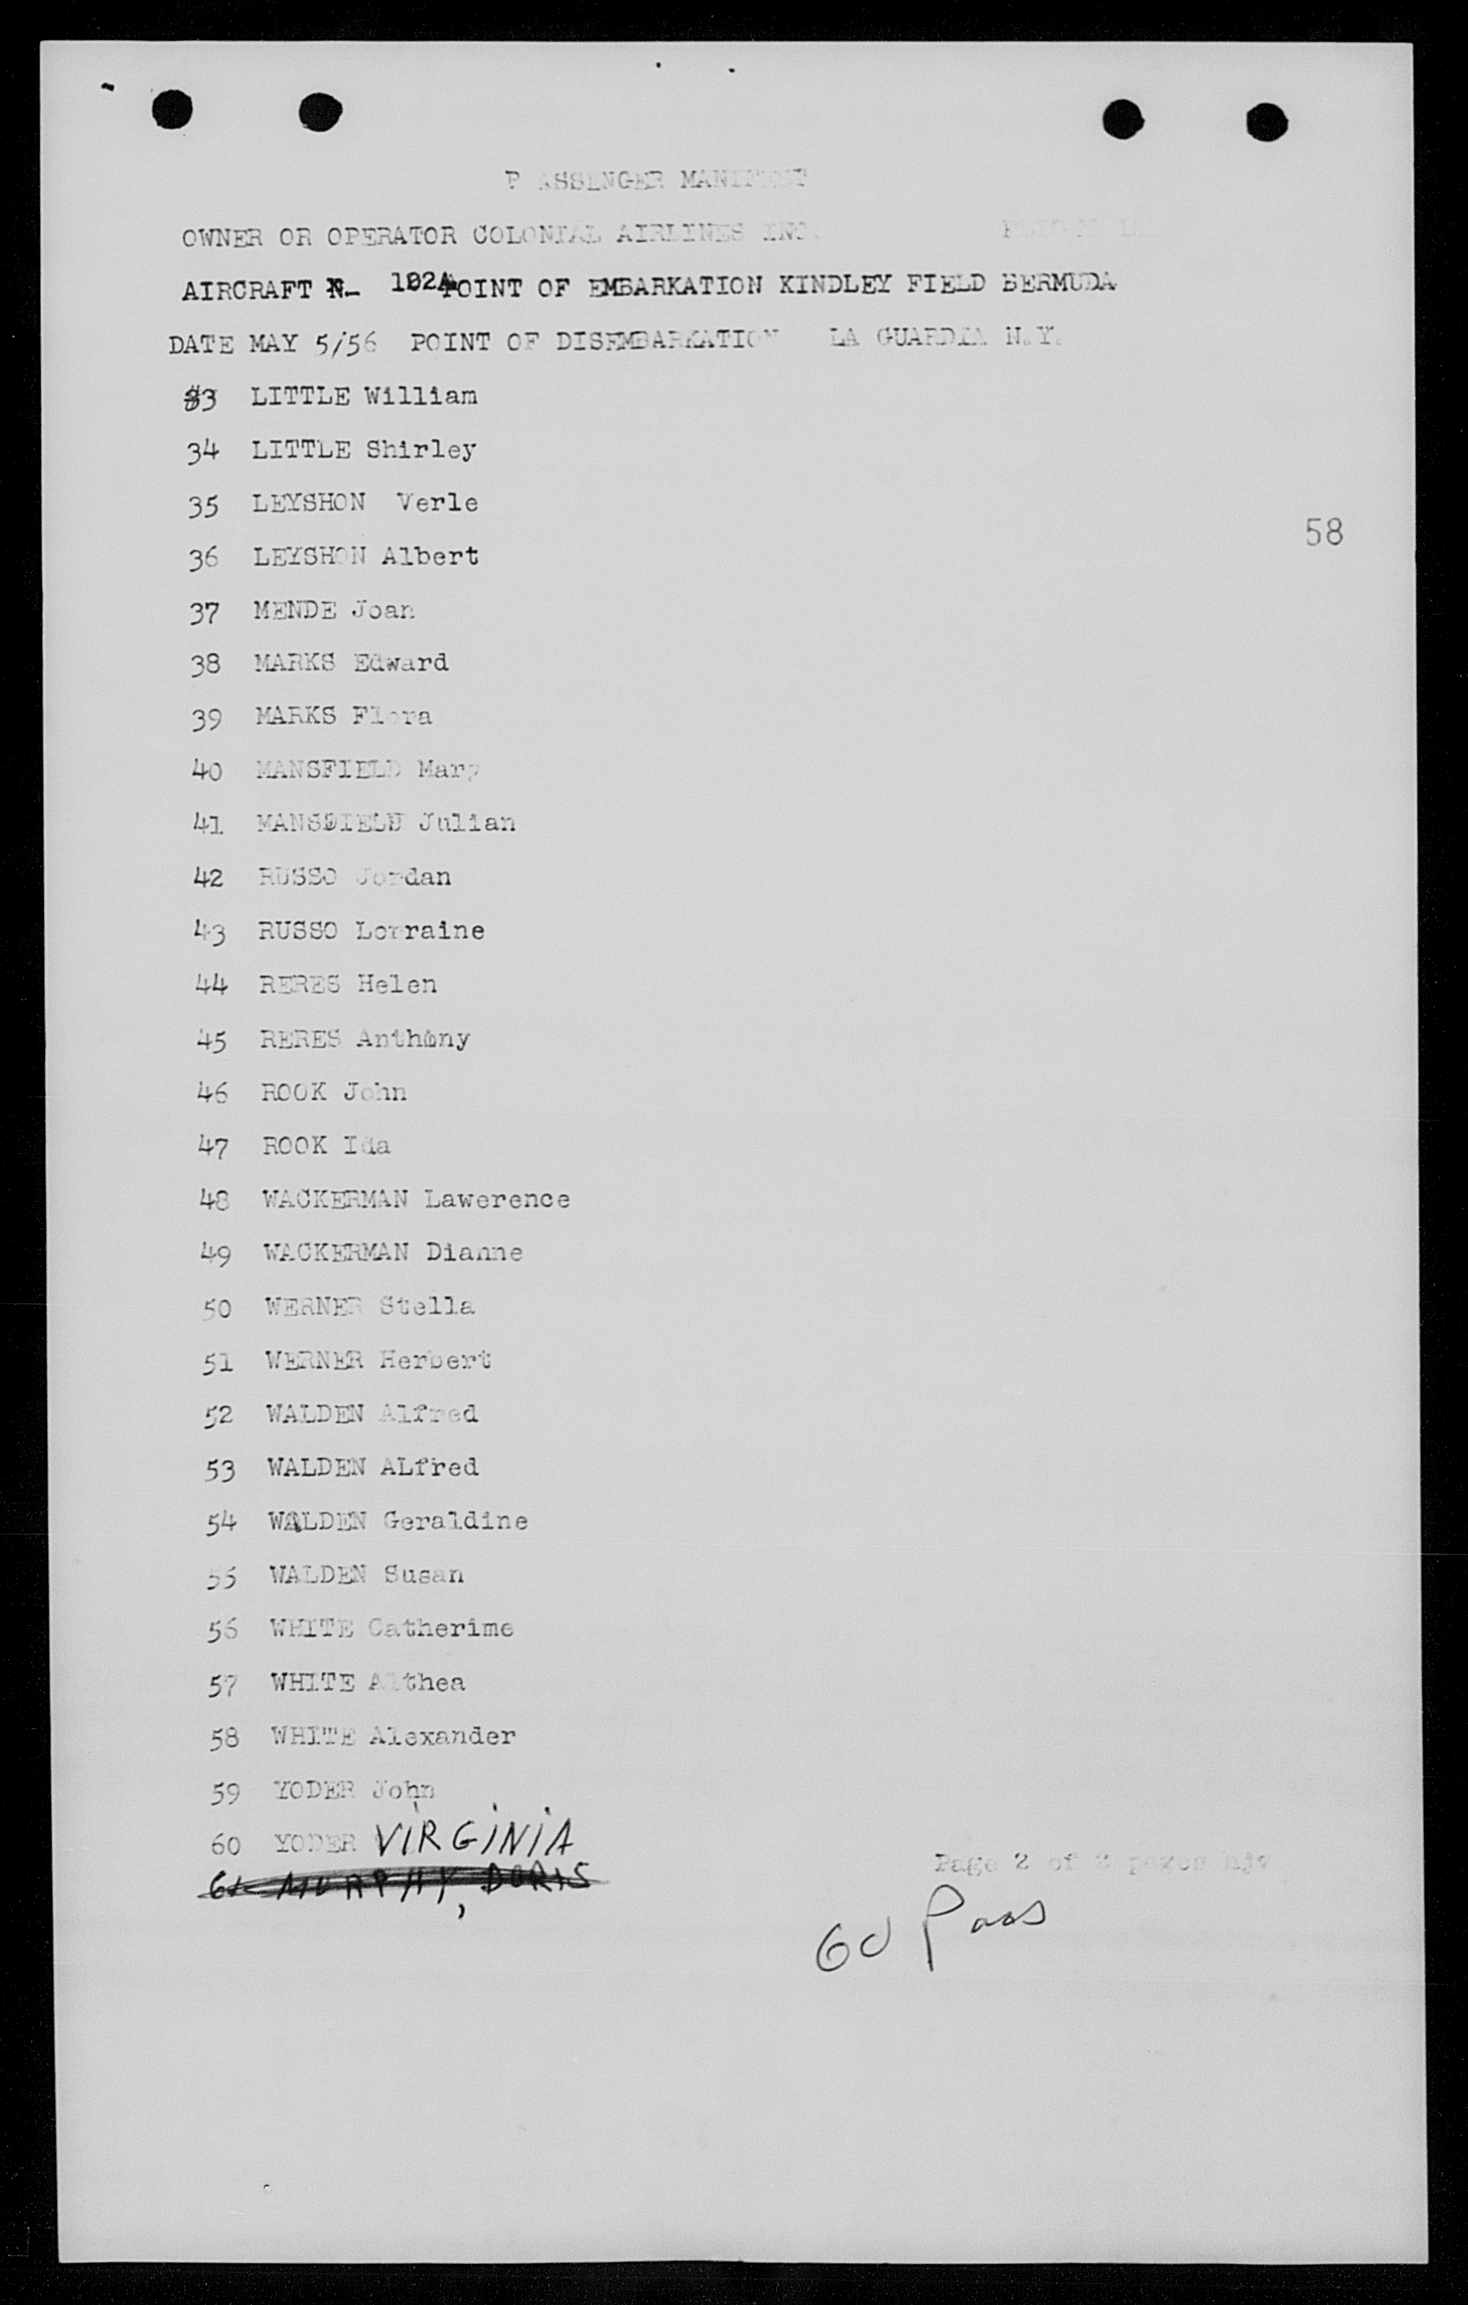 P ASSENGER MANIFEST
OWNER OR OPERATOR COLONIAL AIRLINES INC.
AIRCRAFT N- 102A POINT OF EMBARKATION KINDLEY FIELD BERMUDA
DATE MAY 5/56 POINT OF DISEMBARKATION LA GUARDIA N.Y.
33 LITTLE William
34 LITTLE Shirley
35 LEYSHON Verle
58
36 LEYSHON Albert
37 MENDE Joan
38 MARKS Edward
39 MARKS Flora
40 MANSFIELD Mary
41 MANSDIELD Julian
42 RUSSO Jordan
43 RUSSO Lorraine
44 RERES Helen
45 RERES Anthony
46 ROOK John
47 ROOK Ida
48 WACKERMAN Lawerence
49 WACKERMAN Dianne
50 WERNER Stella
51 WERNER Herbert
52 WALDEN Alfred
53 WALDEN ALfred
54 WALDEN Geraldine
55 WALDEN Susan
56 WHITE Catherime
57 WHITE Althea
58 WHITE Alexander
59 YODER John
60 YODER VIRGINIA
61 MURPHY, DORIS
Page 2 of 2 pages
60 Pass